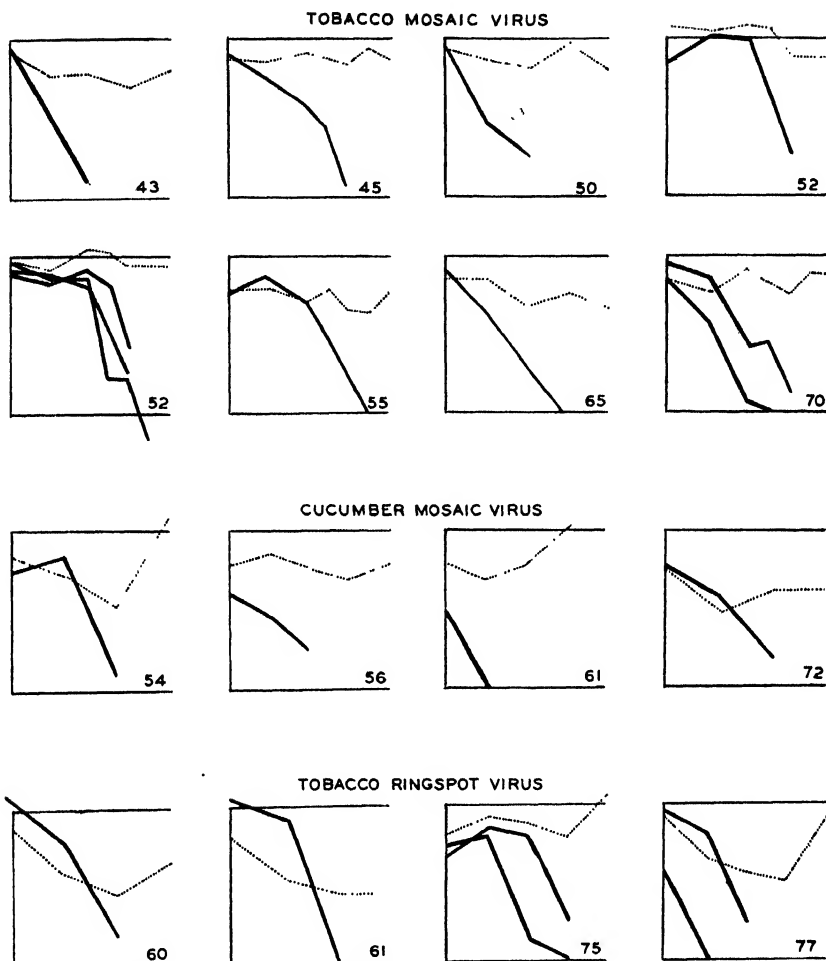 TOBACCO MOSAIC VIRUS
43 45 50 52
52 55 65 70
CUCUMBER MOSAIC VIRUS
54 56 61 72
TOBACCO RINGSPOT VIRUS
60 61 75 77